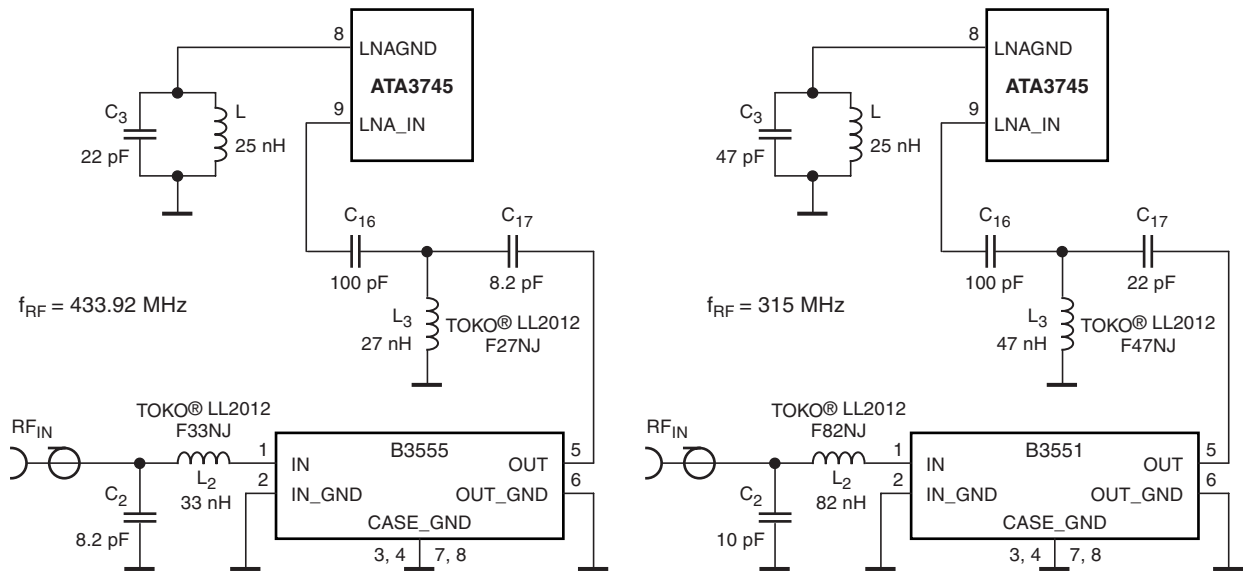 8
LNAGND
ATA3745
9
LNA_IN
C3
22 pF
L
25 nH
C16
100 pF
C17
8.2 pF
fRF = 433.92 MHz
L3
27 nH
TOKO® LL2012
F27NJ
RFIN
TOKO® LL2012
F33NJ
L2
33 nH
C2
8.2 pF
1
2
B3555
IN
OUT
IN_GND
OUT_GND
CASE_GND
5
6
3, 4
7, 8
8
LNAGND
ATA3745
9
LNA_IN
C3
47 pF
L
25 nH
C16
100 pF
C17
22 pF
fRF = 315 MHz
L3
47 nH
TOKO® LL2012
F47NJ
RFIN
TOKO® LL2012
F82NJ
L2
82 nH
C2
10 pF
1
2
B3551
IN
OUT
IN_GND
OUT_GND
CASE_GND
5
6
3, 4
7, 8